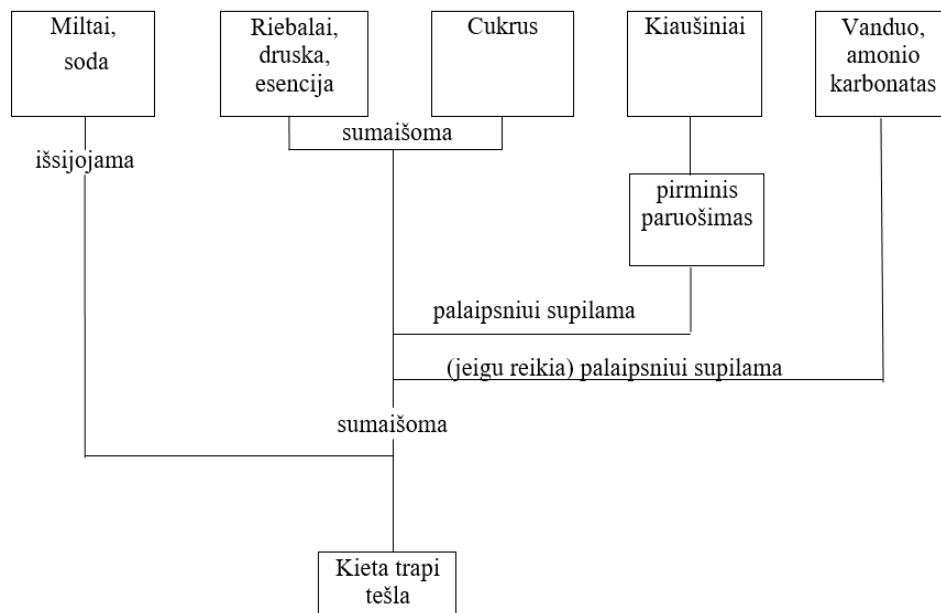 Miltai,
soda
Riebalai,
druska,
esencija
Cukrus
Kiaušiniai
Vanduo,
amonio
karbonatas
sumaišoma
išsijojama
pirminis
paruošimas
palaipsniui supilama
(jeigu reikia) palaipsniui supilama
sumaišoma
Kieta trapi
tešla